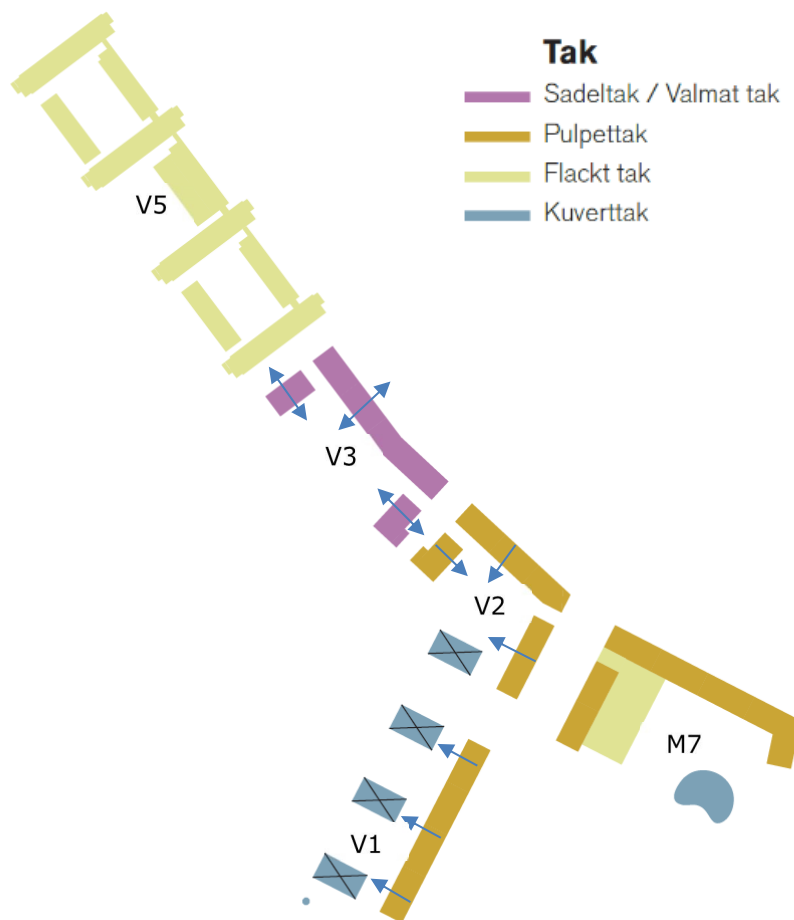 Tak
Sadeltak / Valmat tak
Pulpettak
Flackt tak
Kuverttak
V5
V3
V2
M7
V1